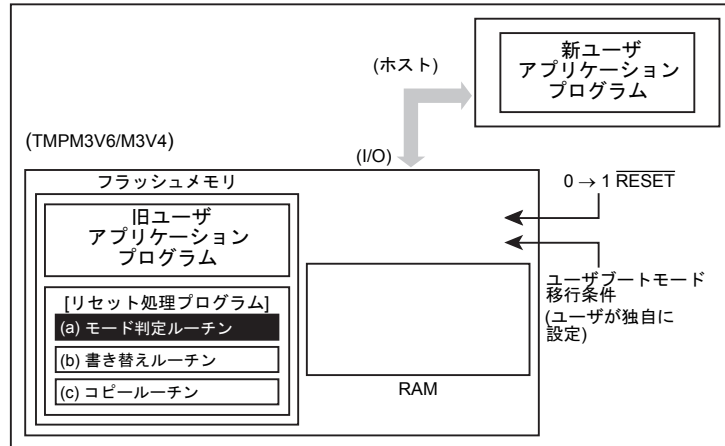 新ユーザ
アプリケーション
プログラム
(ホスト)
(TMPM3V6/M3V4)
(I/O)
フラッシュメモリ
0 → 1 RESET
旧ユーザ
アプリケーション
プログラム
ユーザブートモード
移行条件
(ユーザが独自に
設定)
[リセット処理プログラム]
(a) モード判定ルーチン
(b) 書き替えルーチン
(c) コピールーチン
RAM